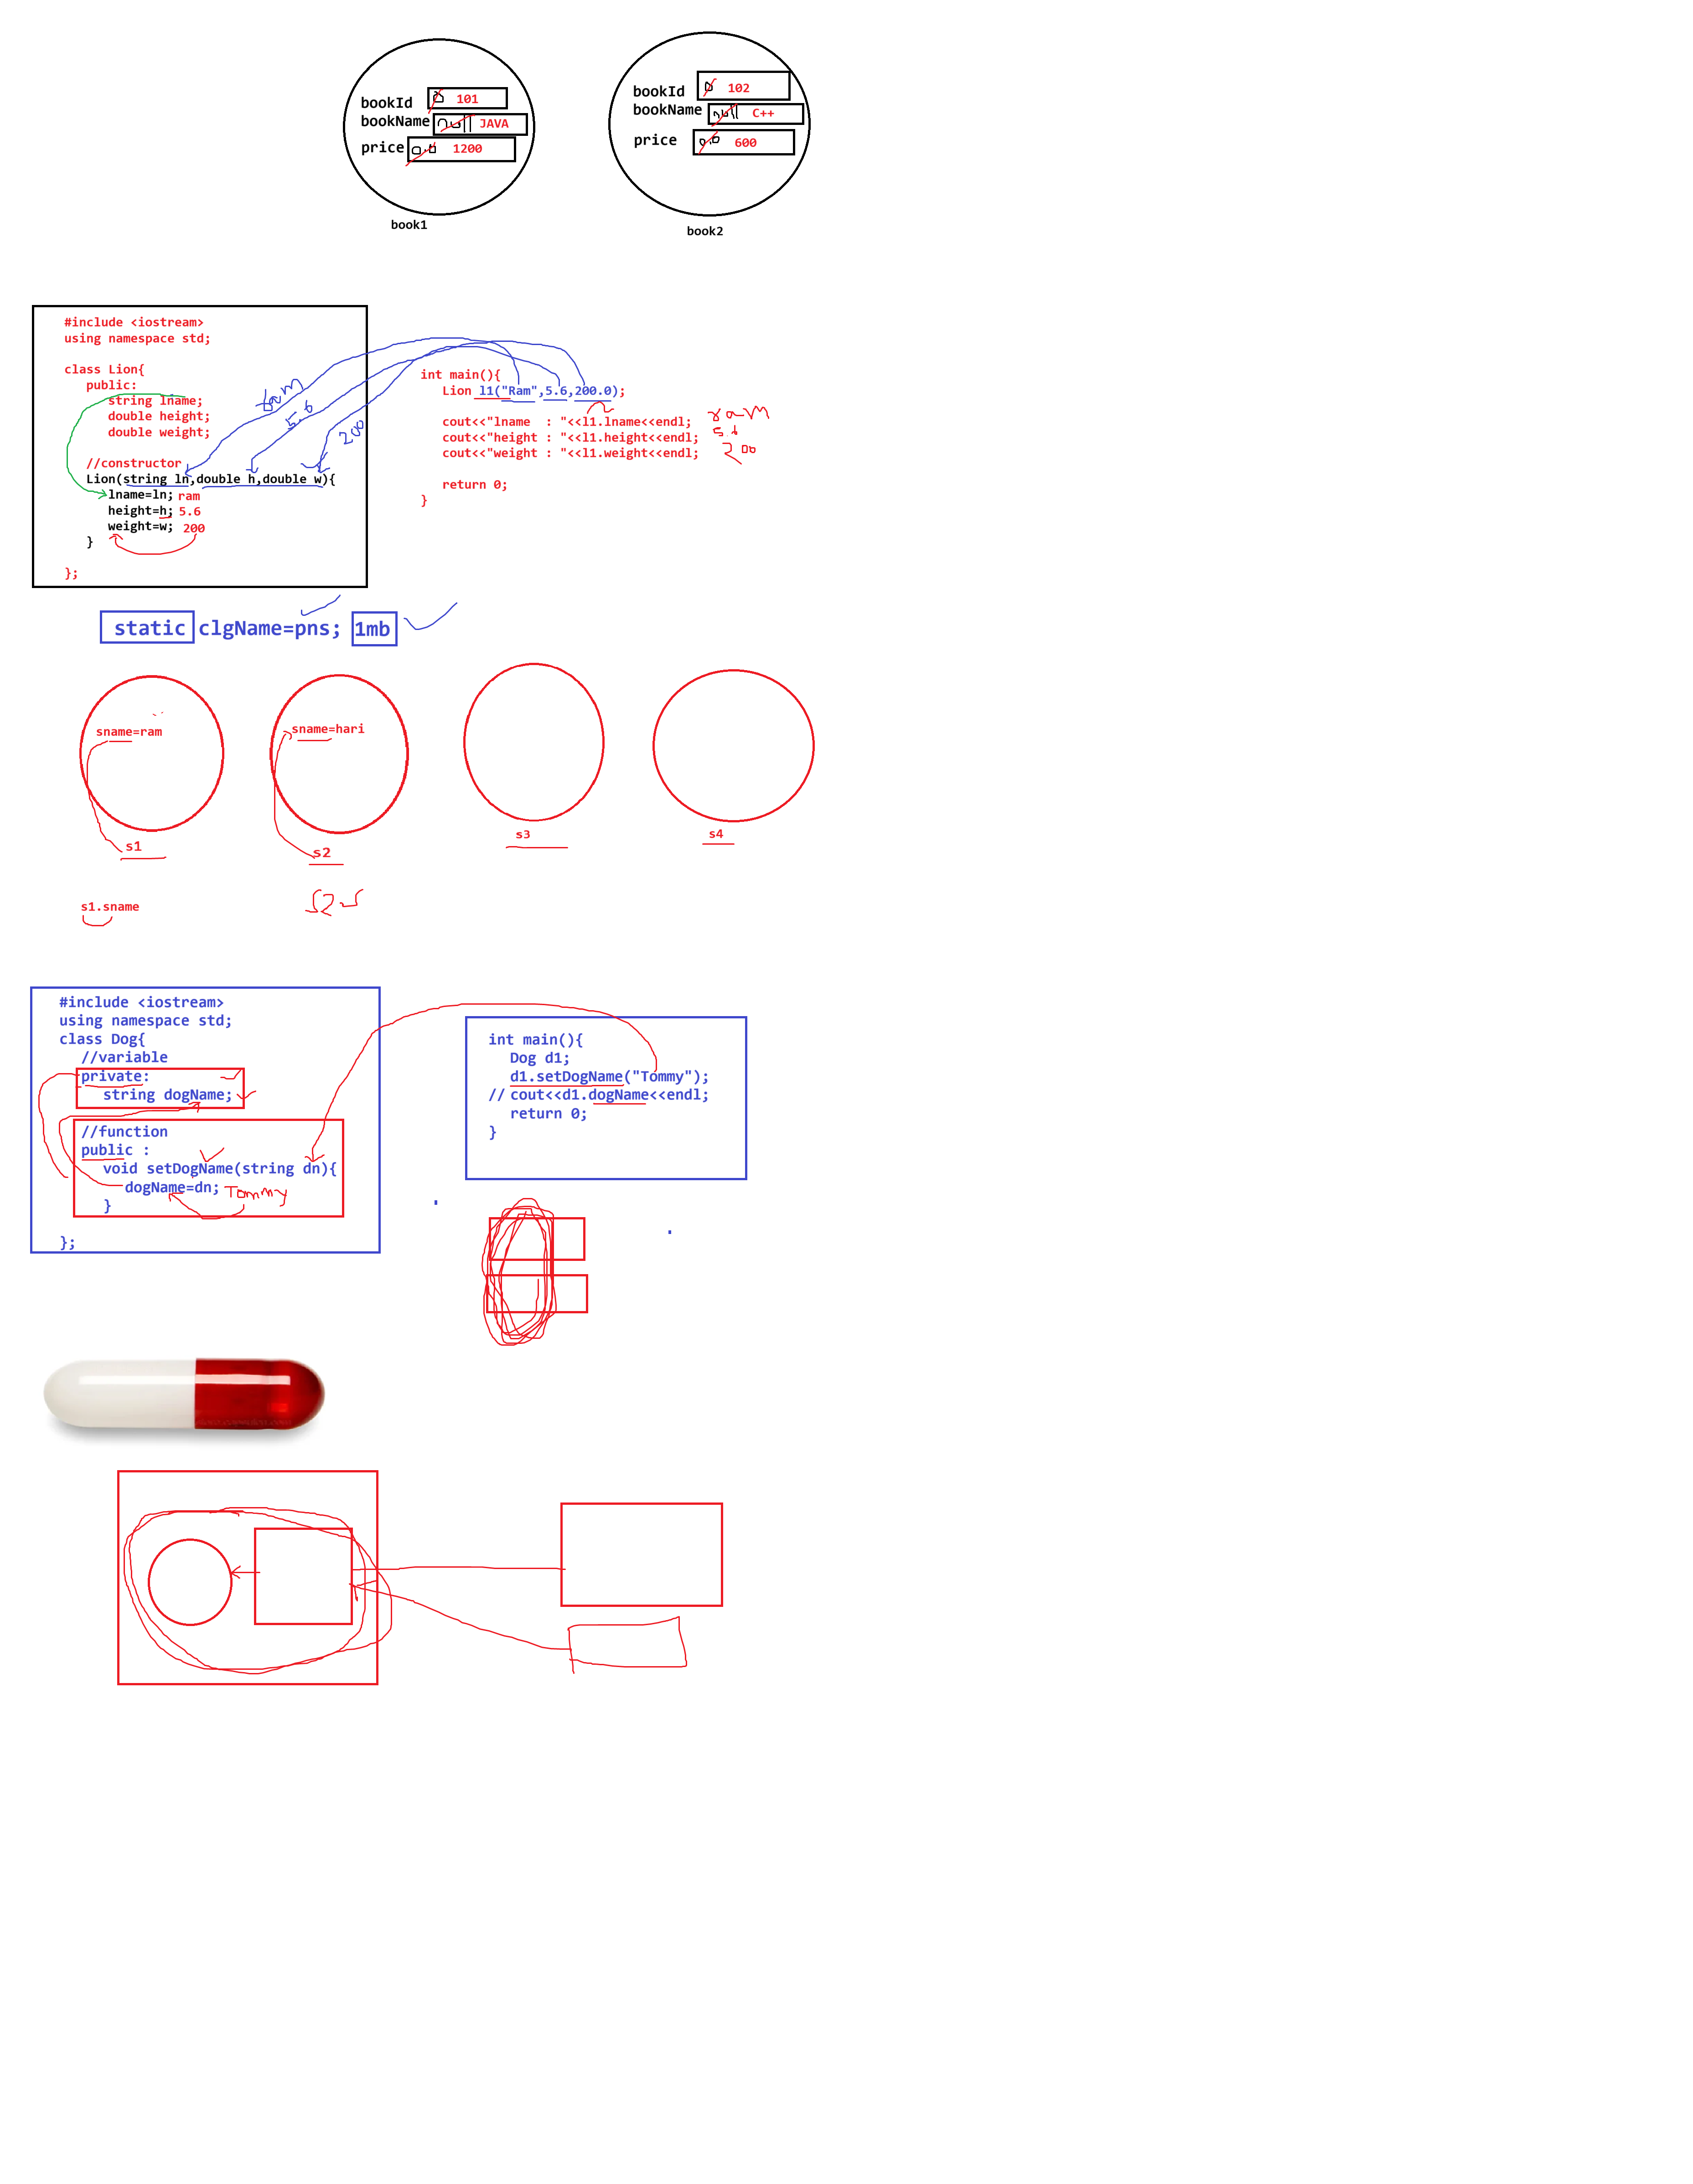 bookId 0 101
bookName null JAVA
price 0.0 1200
book1
bookId 0 102
bookName null C++
price 0.0 600
book2
#include <iostream>
using namespace std;
class Lion{
public:
string lname;
double height;
double weight;
//constructor
Lion(string ln,double h,double w){
lname=ln; ram
height=h; 5.6
weight=w; 200
}
};
ram
5.6
200
int main(){
Lion l1("Ram",5.6,200.0);
cout<<"lname  : "<<l1.lname<<endl; ram
cout<<"height : "<<l1.height<<endl; 5.6
cout<<"weight : "<<l1.weight<<endl; 200
return 0;
}
static clgName=pns; 1mb
sname=ram
s1
sname=hari
s2
s3
s4
s1.sname
#include <iostream>
using namespace std;
class Dog{
//variable
private:
string dogName;
//function
public :
void setDogName(string dn){
dogName=dn; Tommy
}
};
int main(){
Dog d1;
d1.setDogName("Tommy");
// cout<<d1.dogName<<endl;
return 0;
}